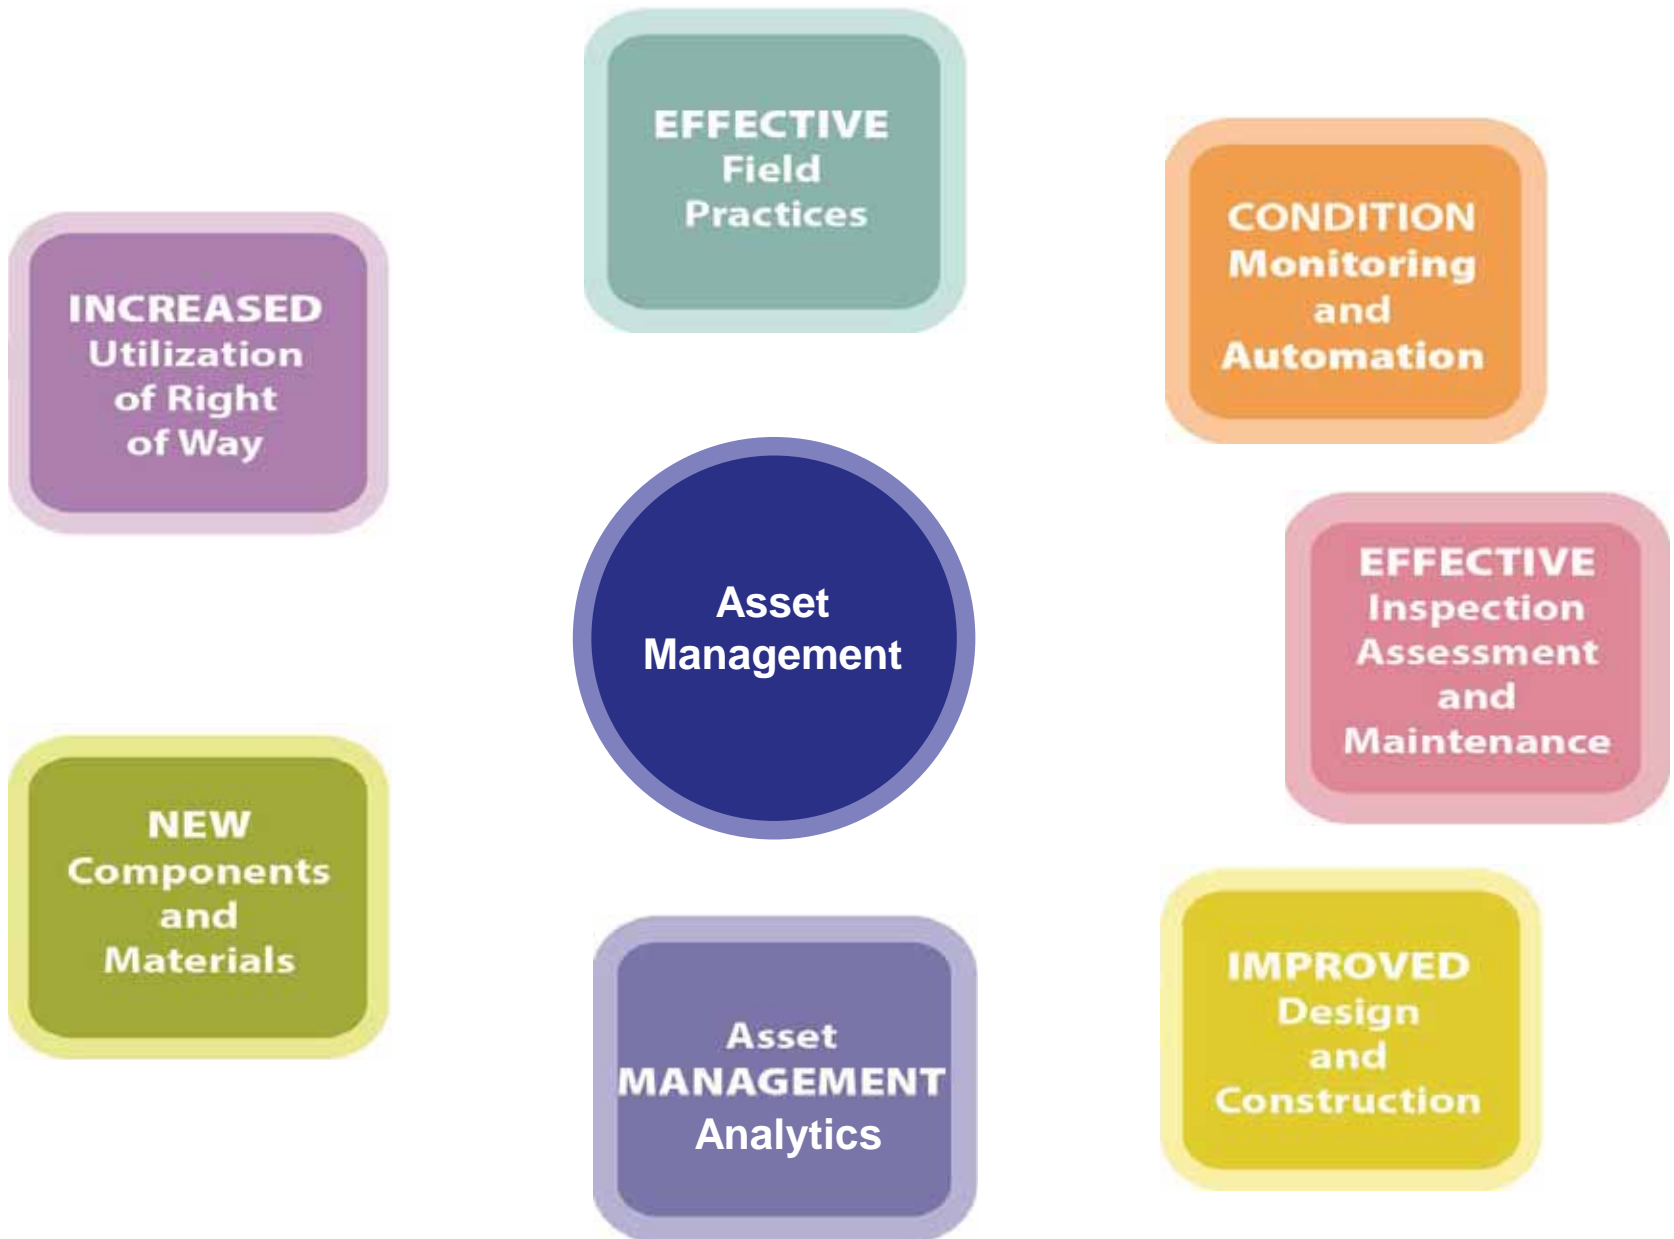 EFFECTIVE
Field
Practices
CONDITION
Monitoring
and
Automation
INCREASED
Utilization
of Right
of Way
Asset
Management
EFFECTIVE
Inspection
Assessment
and
Maintenance
NEW
Components
and
Materials
Asset
MANAGEMENT
Analytics
IMPROVED
Design
and
Construction